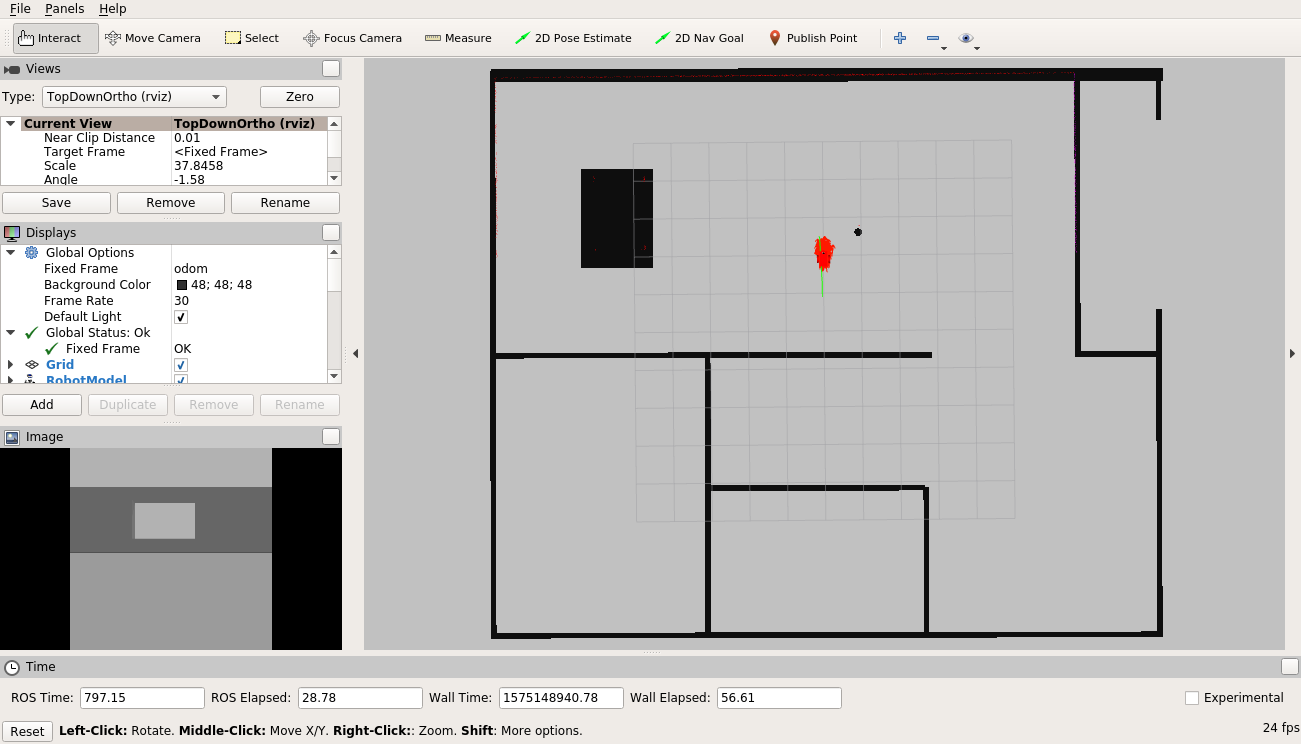 File Panels Help
Interact Move Camera Select Focus Camera Measure 2D Pose Estimate 2D Nav Goal Publish Point
Views
Type: TopDownOrtho (rviz) Zero
Current View TopDownOrtho (rviz)
Near Clip Distance 0.01
Target Frame <Fixed Frame>
Scale 37.8458
Angle -1.58
Save Remove Rename
Displays
Global Options
Fixed Frame odom
Background Color 48; 48; 48
Frame Rate 30
Default Light
Global Status: Ok
Fixed Frame OK
Grid
RobotModel
Add Duplicate Remove Rename
Image
Time
ROS Time: 797.15 ROS Elapsed: 28.78 Wall Time: 1575148940.78 Wall Elapsed: 56.61 Experimental
Reset Left-Click: Rotate. Middle-Click: Move X/Y. Right-Click:: Zoom. Shift: More options. 24 fps